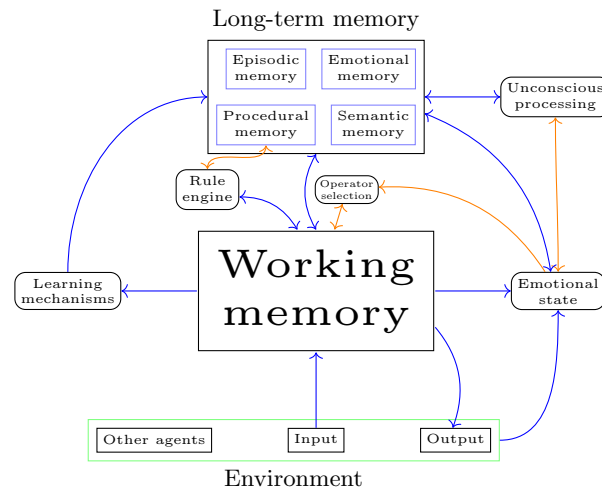 Long-term memory
Episodic
memory
Emotional
memory
Procedural
memory
Semantic
memory
Unconscious
processing
Rule
engine
Operator
selection
Working
memory
Learning
mechanisms
Emotional
state
Other agents
Input
Output
Environment